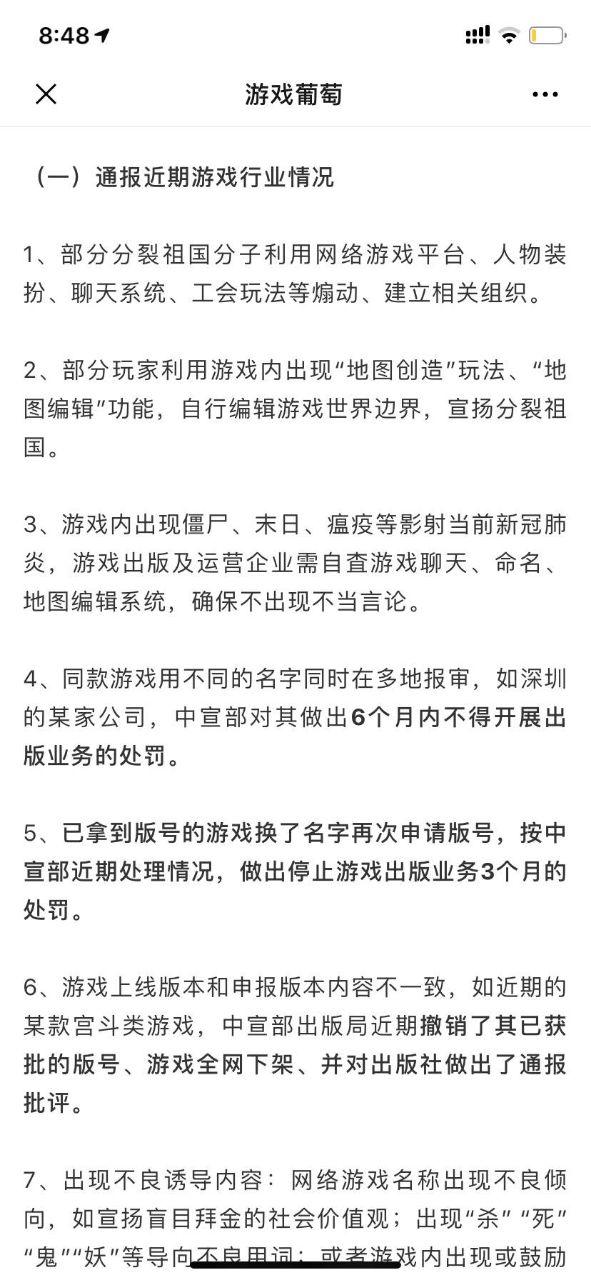 8:48
游戏葡萄
（一）通报近期游戏行业情况
1、部分分裂祖国分子利用网络游戏平台、人物装
扮、聊天系统、工会玩法等煽动、建立相关组织。
2、部分玩家利用游戏内出现“地图创造”玩法、“地
图编辑”功能，自行编辑游戏世界边界，宣扬分裂祖
国。
3、游戏内出现僵尸、末日、瘟疫等影射当前新冠肺
炎，游戏出版及运营企业需自查游戏聊天、命名、
地图编辑系统，确保不出现不当言论。
4、同款游戏用不同的名字同时在多地报审，如深圳
的某家公司，中宣部对其做出6个月内不得开展出
版业务的处罚。
5、已拿到版号的游戏换了名字再次申请版号，按中
宣部近期处理情况，做出停止游戏出版业务3个月的
处罚。
6、游戏上线版本和申报版本内容不一致，如近期的
某款宫斗类游戏，中宣部出版局近期撤销了其已获
批的版号、游戏全网下架、并对出版社做出了通报
批评。
7、出现不良诱导内容：网络游戏名称出现不良倾
向，如宣扬盲目拜金的社会价值观；出现“杀” “死”
“鬼”“妖”等导向不良用词；或者游戏内出现或鼓励